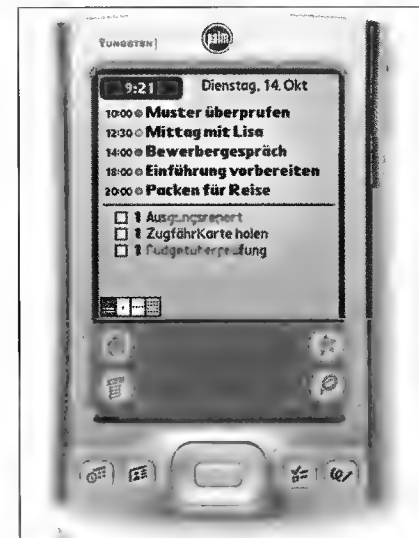 TUNGSTEN
palm
9:21 Dienstag, 14. Okt
10:00 Muster überprufen
12:30 Mittag mit Lisa
14:00 Bewerbergespräch
18:00 Einführung vorbereiten
20:00 Packen für Reise
1
1 ZugfährKarte holen
1